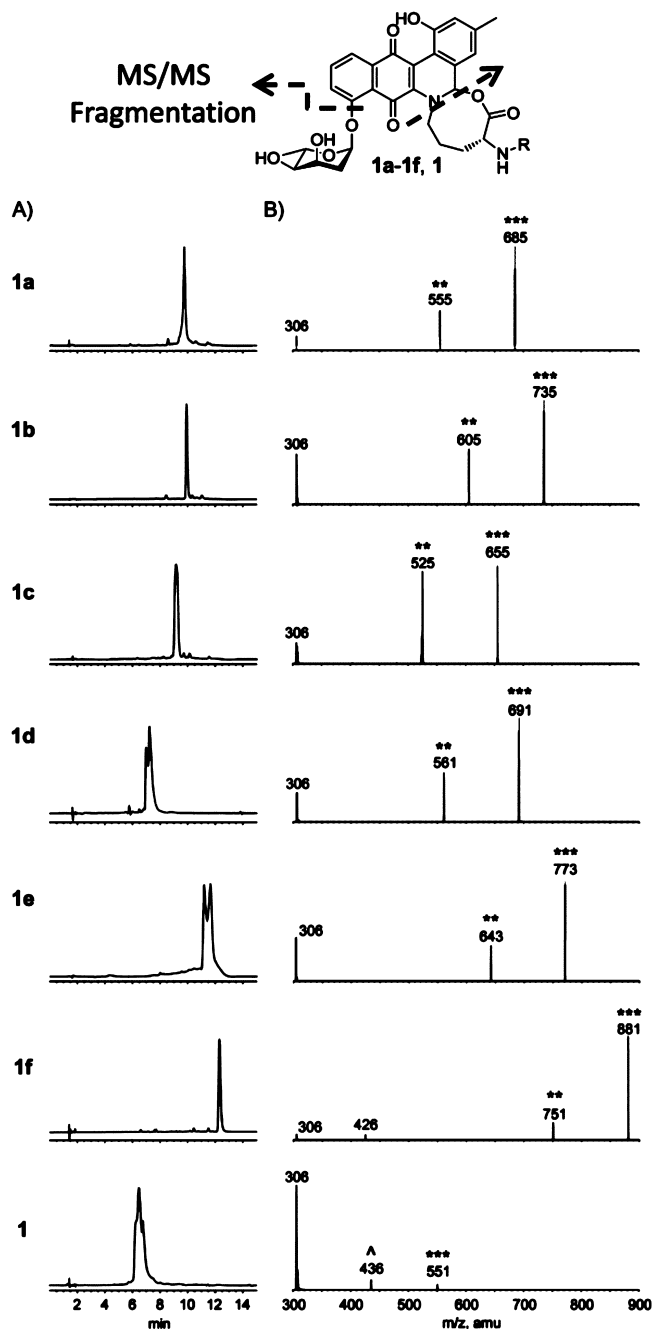 MS/MS
Fragmentation
HO
O
O
N
O
O
O
OH
HO
O
N
H
R
1a-1f, 1
A)
B)
1a
306
**
555
***
685
1b
306
**
605
***
735
1c
306
**
525
***
655
1d
306
**
561
***
691
1e
306
**
643
***
773
1f
306
426
**
751
***
881
1
306
^
436
***
551
2 4 6 8 10 12 14
min
300 400 500 600 700 800 900
m/z, amu